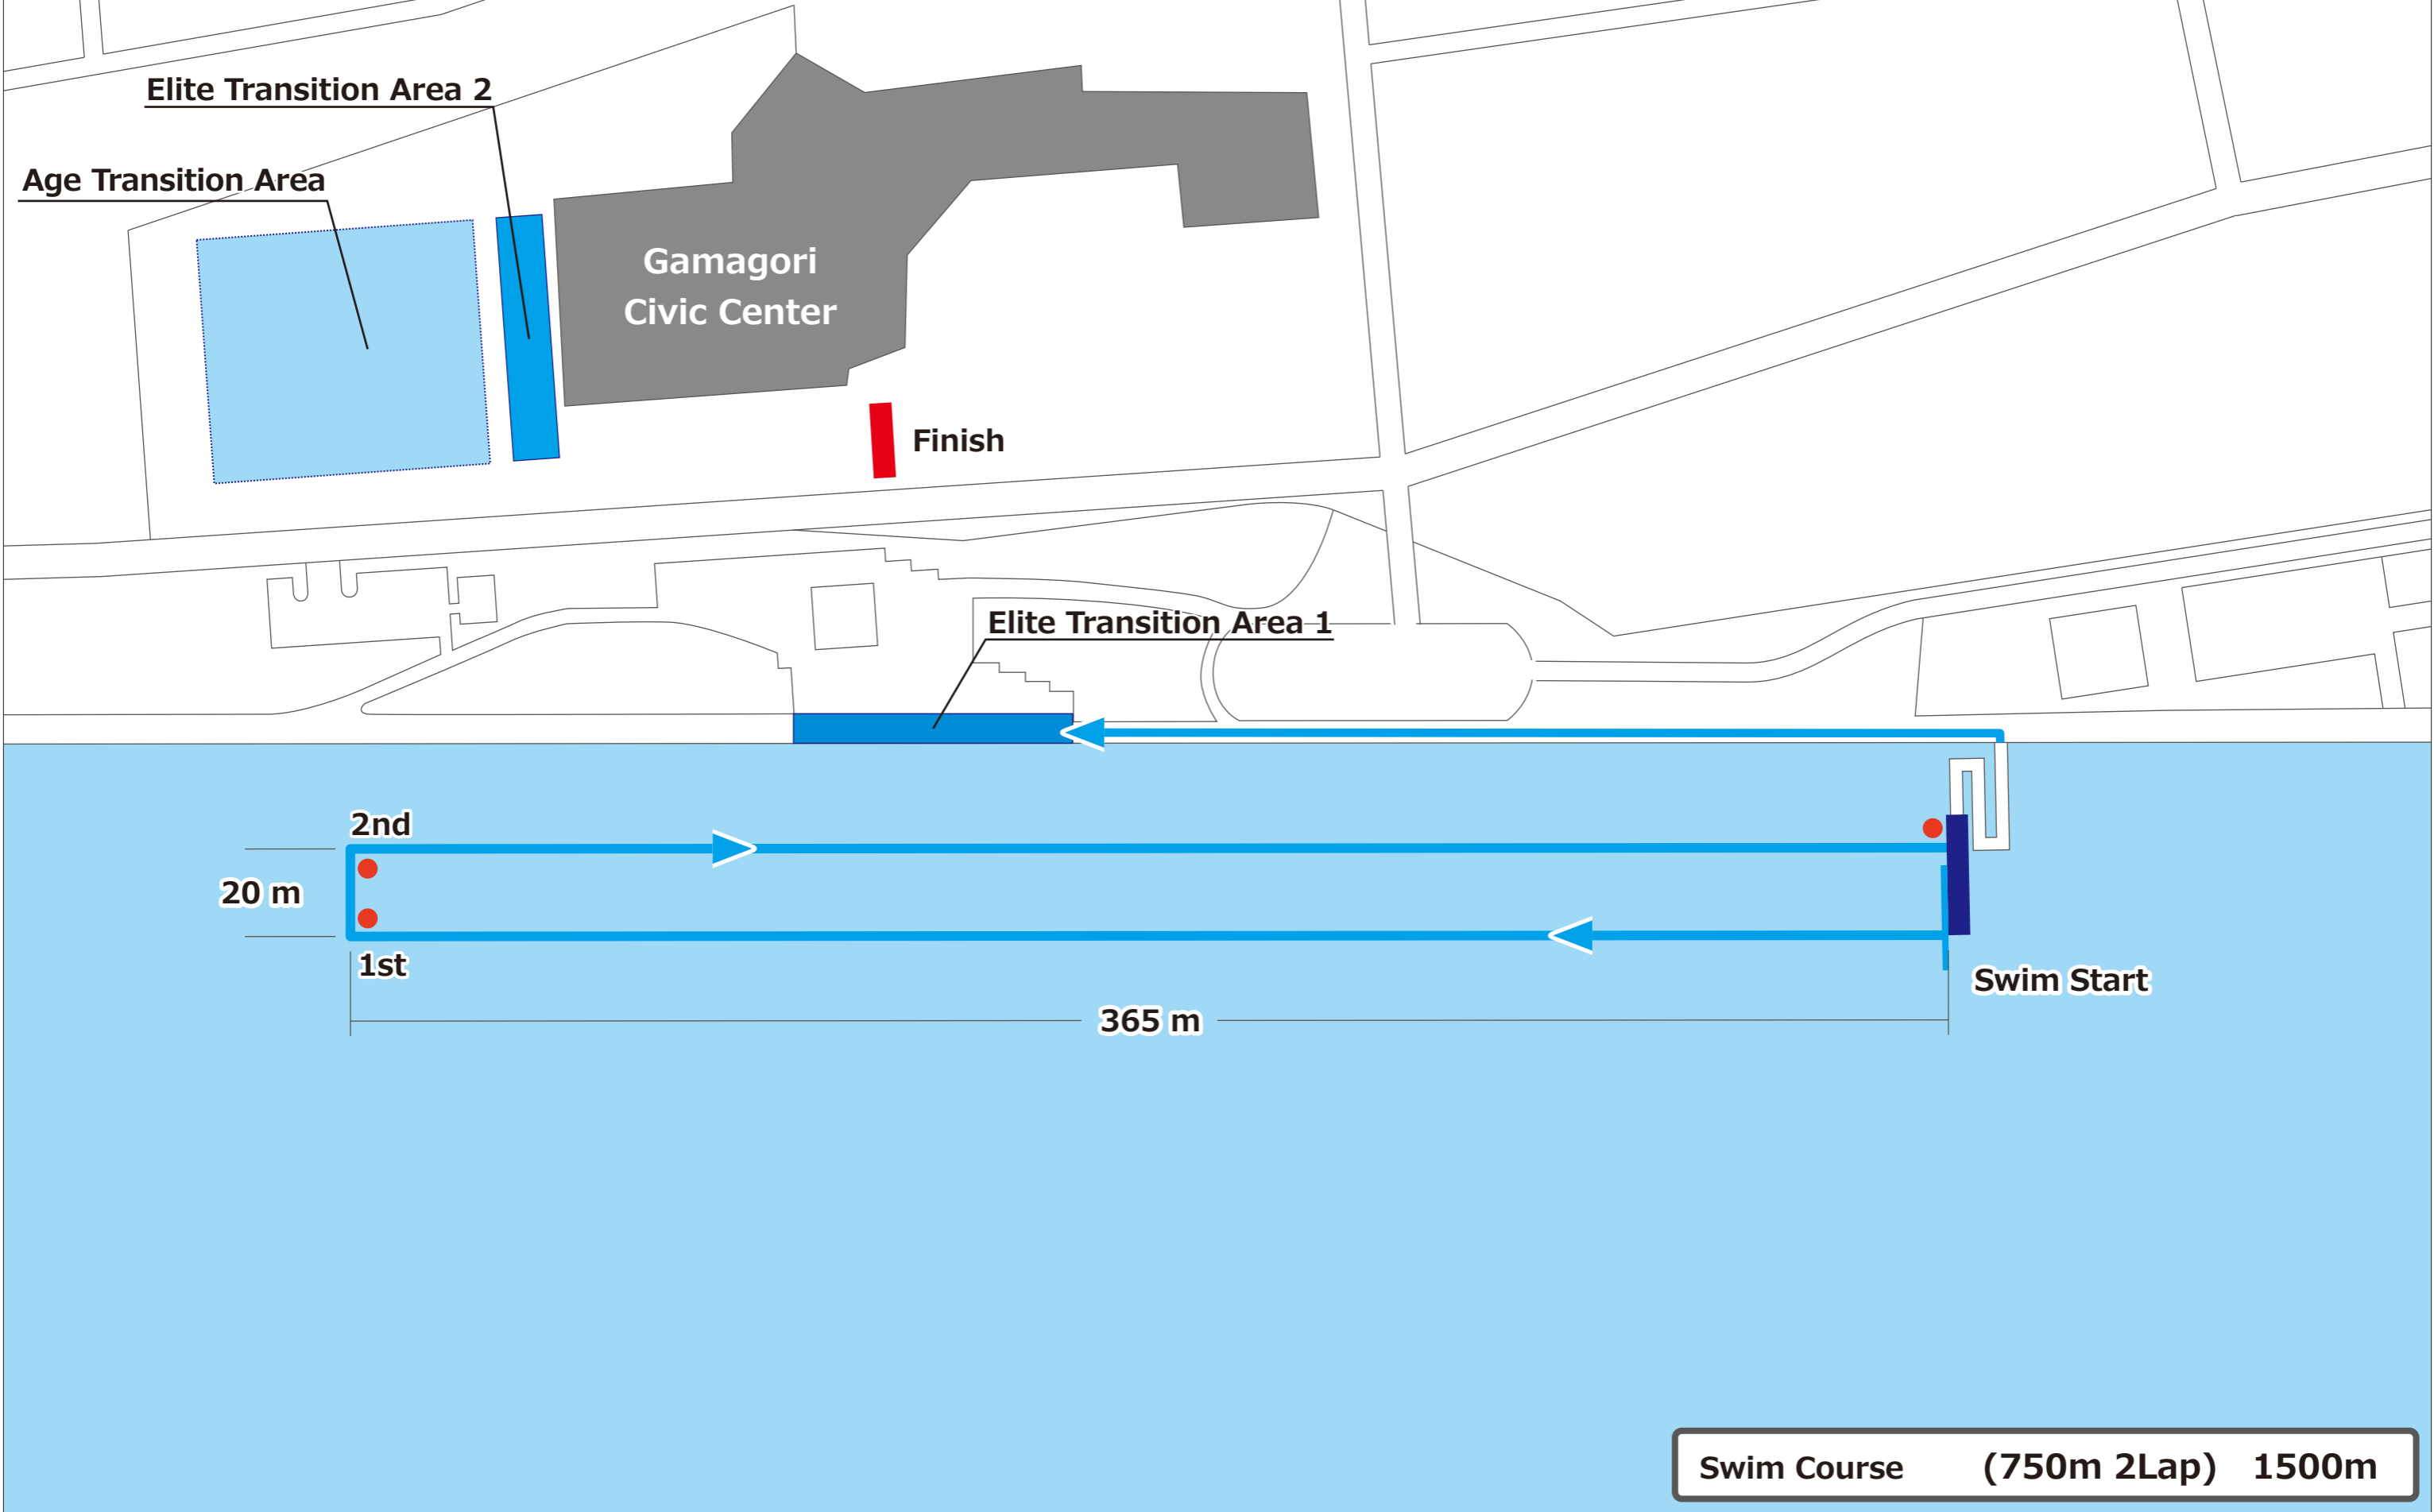 Elite Transition Area 2
Age Transition Area
Gamagori
Civic Center
Finish
Elite Transition Area 1
2nd
20 m
1st
Swim Start
365 m
Swim Course (750m 2Lap) 1500m